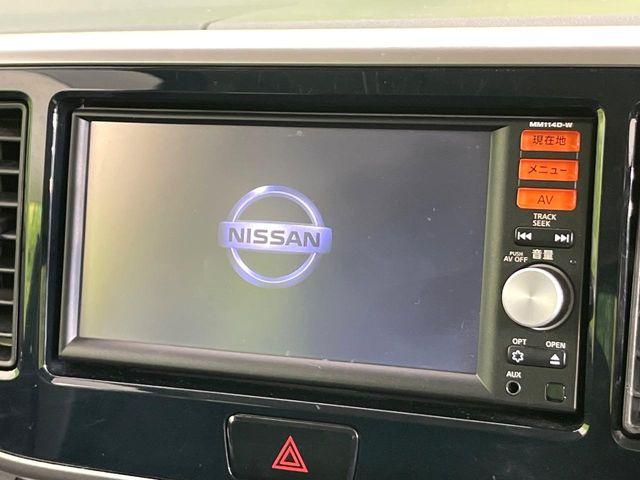 MM114D-W
現在地
メニュー
AV
TRACK
SEEK
NISSAN
PUSH
AV OFF
音量
OPT
OPEN
AUX